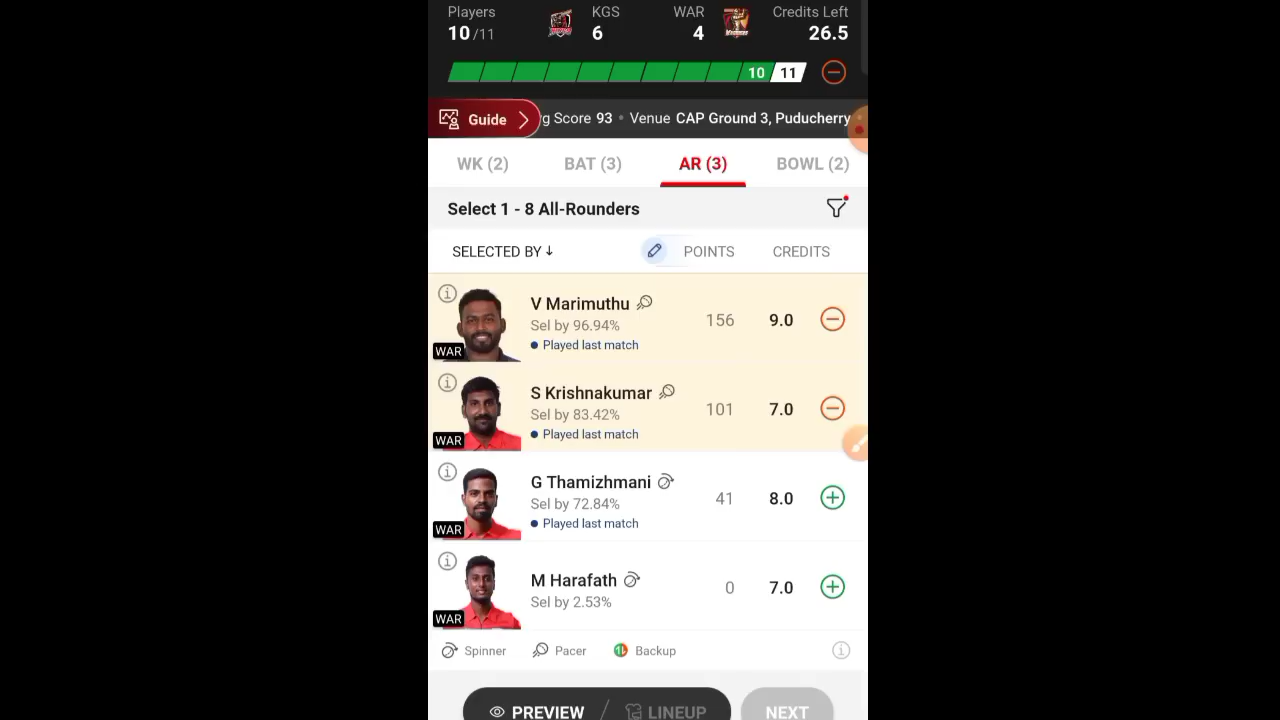 Players KGS WAR Credits Left
10/11 6 4 26.5
10 11
Guide g Score 93 • Venue CAP Ground 3, Puducherry
WK (2) BAT (3) AR (3) BOWL (2)
Select 1 - 8 All-Rounders
SELECTED BY ↓ POINTS CREDITS
V Marimuthu
Sel by 96.94% 156 9.0
Played last match
WAR
S Krishnakumar
Sel by 83.42% 101 7.0
Played last match
WAR
G Thamizhmani
Sel by 72.84% 41 8.0
Played last match
WAR
M Harafath
Sel by 2.53% 0 7.0
WAR
Spinner Pacer Backup
PREVIEW / LINEUP NEXT